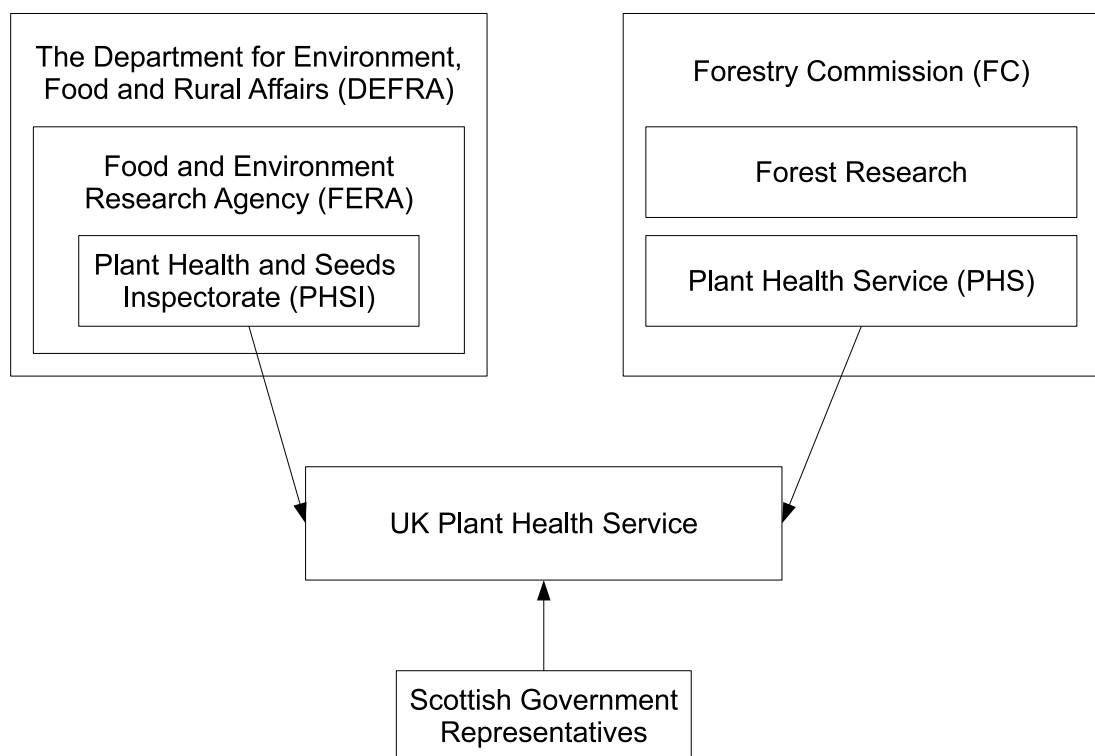 The Department for Environment,
Food and Rural Affairs (DEFRA)
Food and Environment
Research Agency (FERA)
Plant Health and Seeds
Inspectorate (PHSI)
Forestry Commission (FC)
Forest Research
Plant Health Service (PHS)
UK Plant Health Service
Scottish Government
Representatives